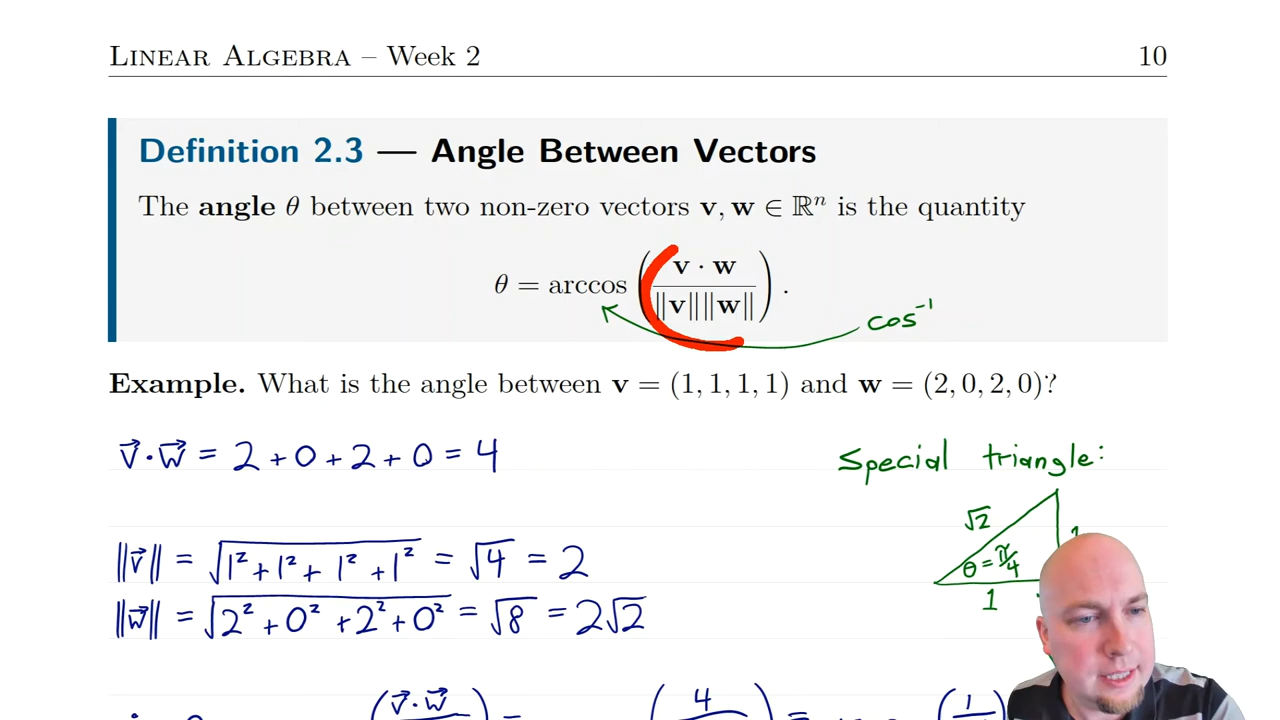 LINEAR ALGEBRA – Week 2 10
Definition 2.3 — Angle Between Vectors
The angle θ between two non-zero vectors v, w ∈ ℝⁿ is the quantity
θ = arccos ( v · w / ‖v‖‖w‖ ).
cos⁻¹
Example. What is the angle between v = (1, 1, 1, 1) and w = (2, 0, 2, 0)?
v⃗·w⃗ = 2 + 0 + 2 + 0 = 4
Special triangle:
√2
θ = π/4
1
‖v⃗‖ = √(1² + 1² + 1² + 1²) = √4 = 2
‖w⃗‖ = √(2² + 0² + 2² + 0²) = √8 = 2√2
(v⃗·w⃗) = (4) = (1)